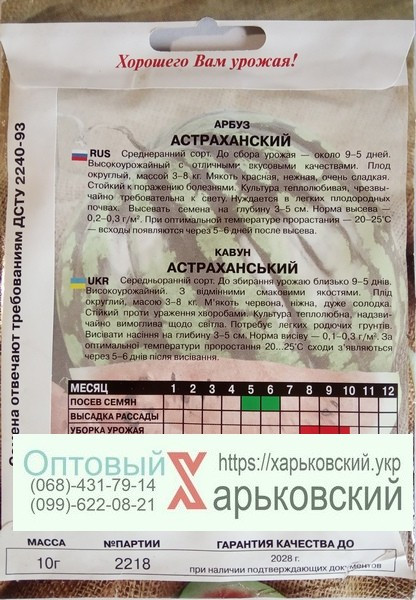 Хорошего Вам урожая!
Семена отвечают требованиям ДСТУ 2240-93
АРБУЗ
АСТРАХАНСКИЙ
RUS Среднеранний сорт. До сбора урожая — около 9–5 дней.
Высокоурожайный с отличными вкусовыми качествами. Плод
округлый, массой 3–8 кг. Мякоть красная, нежная, очень сладкая.
Стойкий к поражению болезнями. Культура теплолюбивая, чрезвы-
чайно требовательна к свету. Нуждается в легких плодородных
почвах. Высевать семена на глубину 3–5 см. Норма высева —
0,2–0,3 г/м². При оптимальной температуре прорастания — 20–25°С
— всходы появляются через 5–6 дней после высева.
КАВУН
АСТРАХАНСЬКИЙ
UKR Середньоранній сорт. До збирання урожаю близько 9–5 днів.
Високоурожайний. З відмінними смаковими якостями. Плід
округлий, масою 3–8 кг. М'якоть червона, ніжна, дуже солодка.
Стійкий проти ураження хворобами. Культура теплолюбна, надзви-
чайно вимоглива щодо світла. Потребує легких родючих ґрунтів.
Висівати насіння на глибину 3–5 см. Норма висіву — 0,1–0,3 г/м². За
оптимальної температури проростання 20...25°С сходи з'являються
через 5–6 днів після висівання.
МЕСЯЦ 1 2 3 4 5 6 7 8 9 10 11 12
ПОСЕВ СЕМЯН
ВЫСАДКА РАССАДЫ
УБОРКА УРОЖАЯ
Оптовый https://харьковский.укр
(068)-431-79-14 Харьковский
(099)-622-08-21
МАССА №ПАРТИИ ГАРАНТИЯ КАЧЕСТВА ДО
10г 2218 2028 г.
при наличии подтверждающих документов